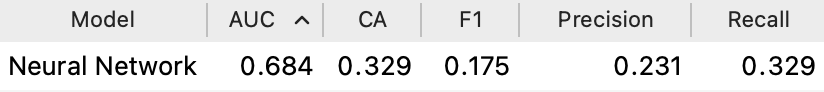 Model AUC CA F1 Precision Recall
Neural Network 0.684 0.329 0.175 0.231 0.329